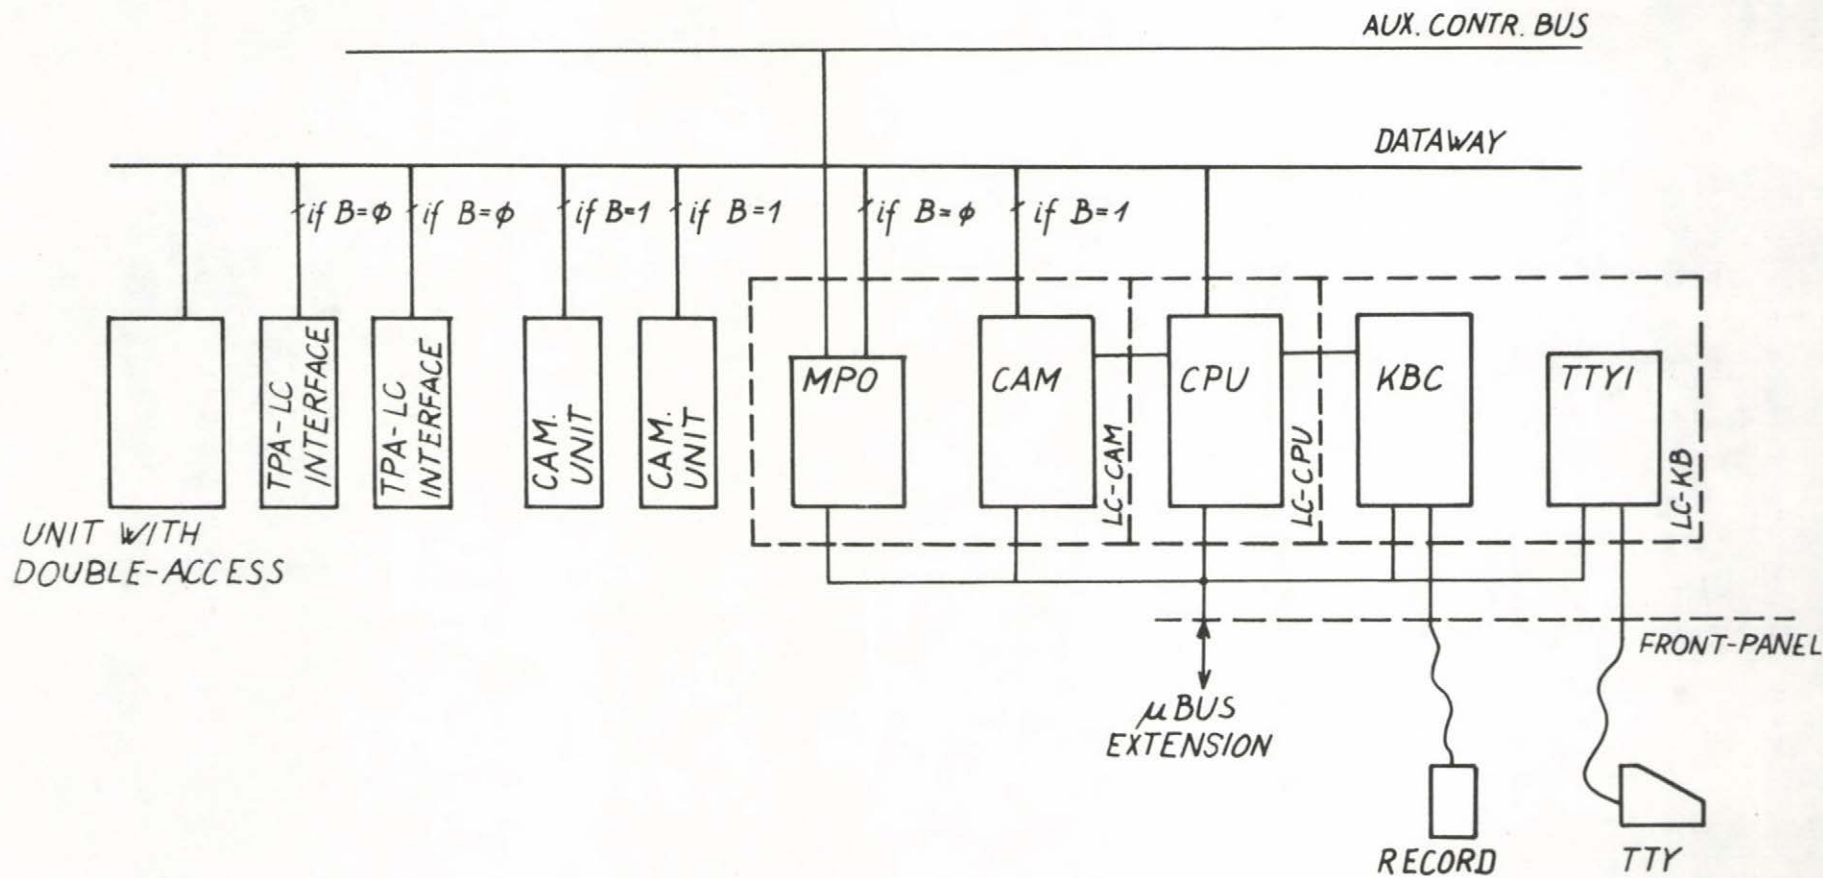 AUX. CONTR. BUS
DATAWAY
if B=ϕ
if B=ϕ
if B=1
if B=1
if B=ϕ
if B=1
TPA-LC
INTERFACE
TPA-LC
INTERFACE
CAM.
UNIT
CAM.
UNIT
MPO
CAM
LC-CAM
CPU
LC-CPU
KBC
TTYI
LC-KB
UNIT WITH
DOUBLE-ACCESS
FRONT-PANEL
μBUS
EXTENSION
RECORD
TTY